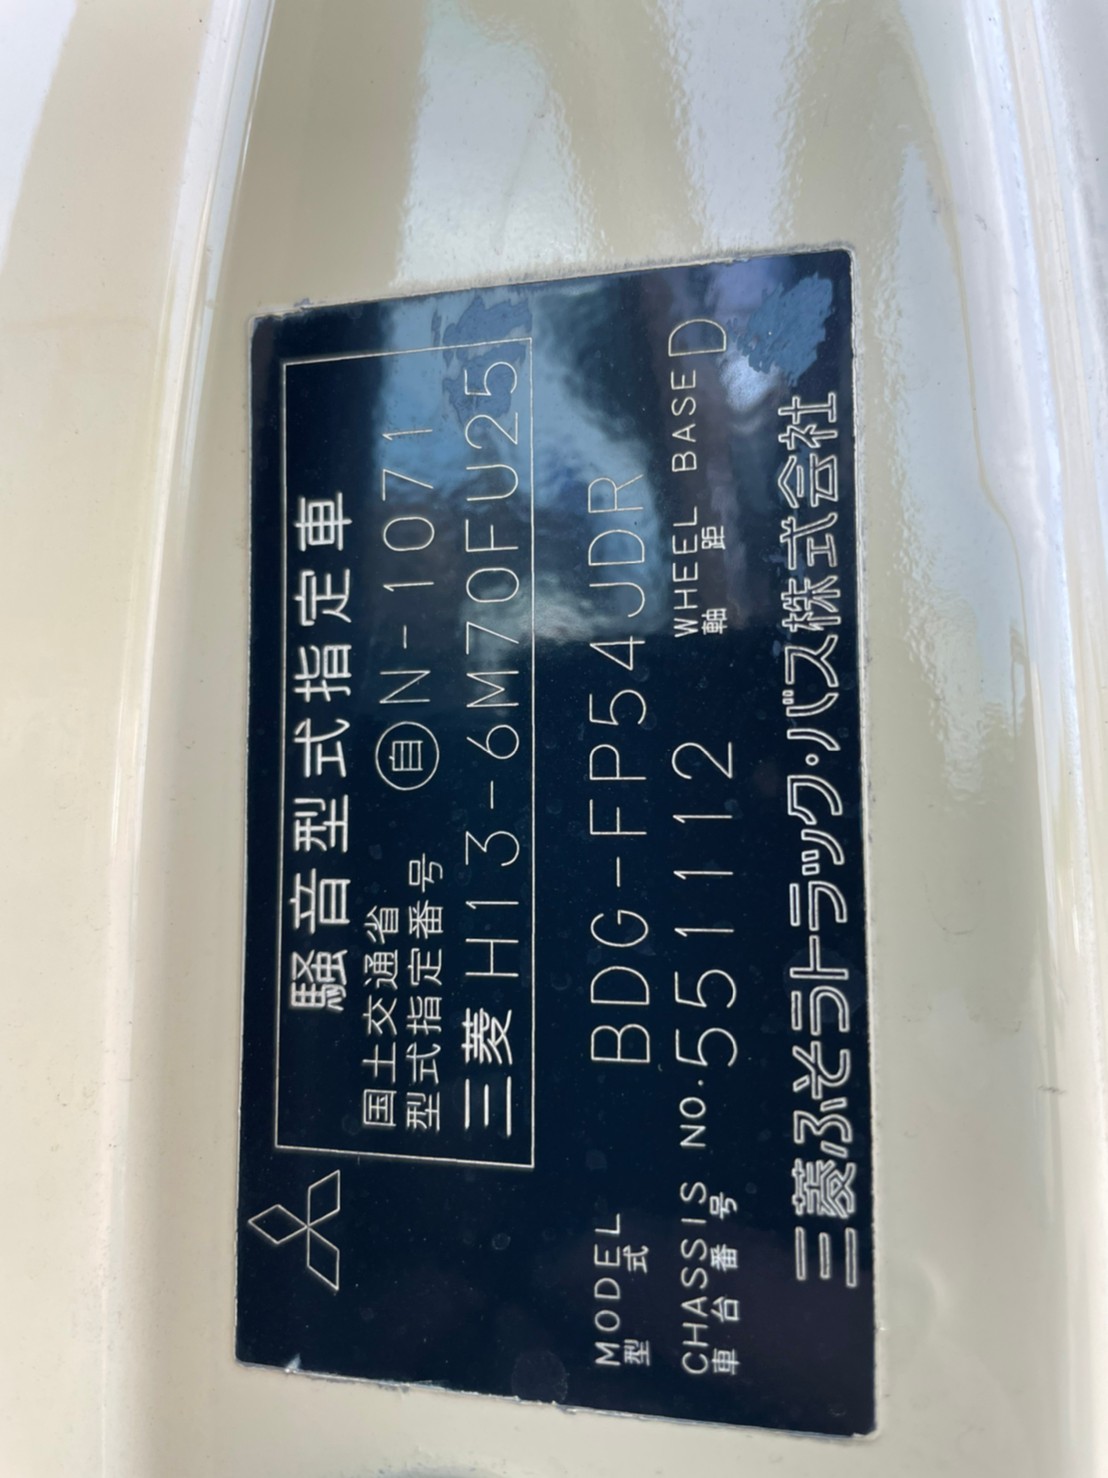 騒音型式指定車
国土交通省
型式指定番号 ㊀N-1071
三菱 H13-6M70FU25
MODEL BDG-FP54JDR
型式
CHASSIS NO.551112 WHEEL BASE D
車台番号 軸距
三菱ふそうトラック・バス株式会社